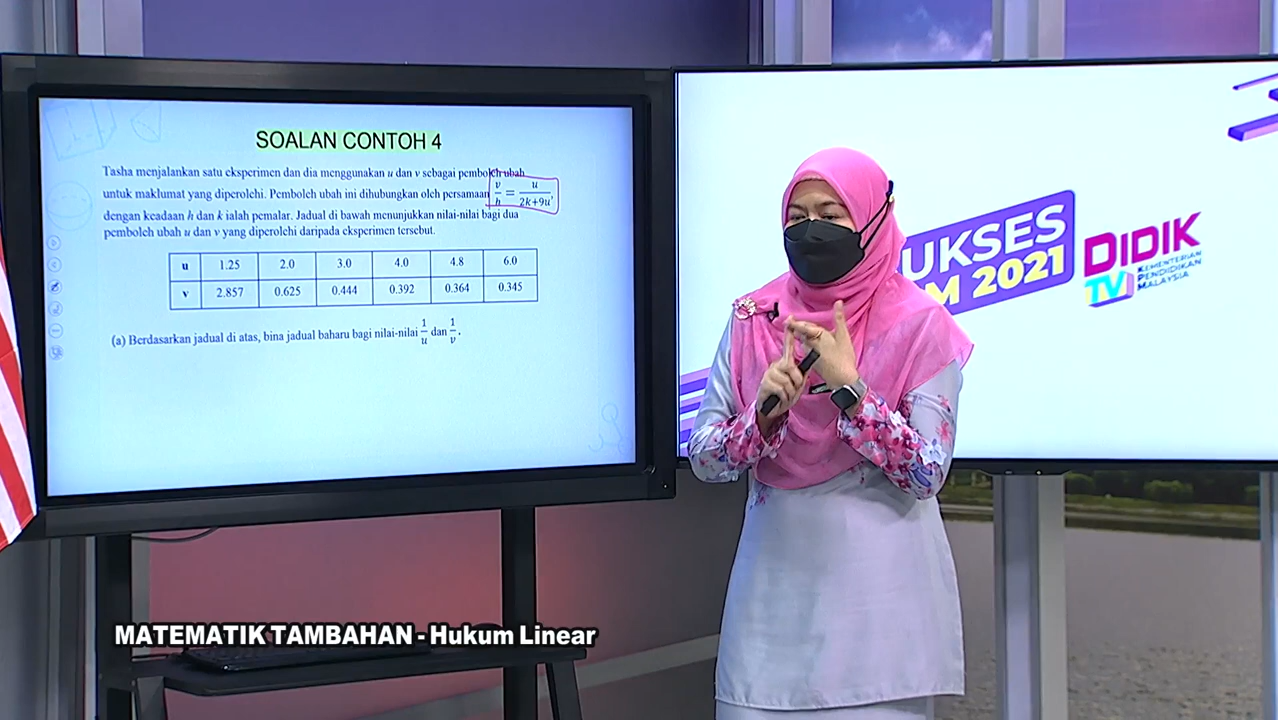 SOALAN CONTOH 4
Tasha menjalankan satu eksperimen dan dia menggunakan u dan v sebagai pemboleh ubah
untuk maklumat yang diperolehi. Pemboleh ubah ini dihubungkan oleh persamaan v/h = u/(2k+9u),
dengan keadaan h dan k ialah pemalar. Jadual di bawah menunjukkan nilai-nilai bagi dua
pemboleh ubah u dan v yang diperolehi daripada eksperimen tersebut.
u 1.25 2.0 3.0 4.0 4.8 6.0
v 2.857 0.625 0.444 0.392 0.364 0.345
(a) Berdasarkan jadual di atas, bina jadual baharu bagi nilai-nilai 1/u dan 1/v.
UKSES
M 2021
DIDIK
TV
KEMENTERIAN
PENDIDIKAN
MALAYSIA
MATEMATIK TAMBAHAN - Hukum Linear